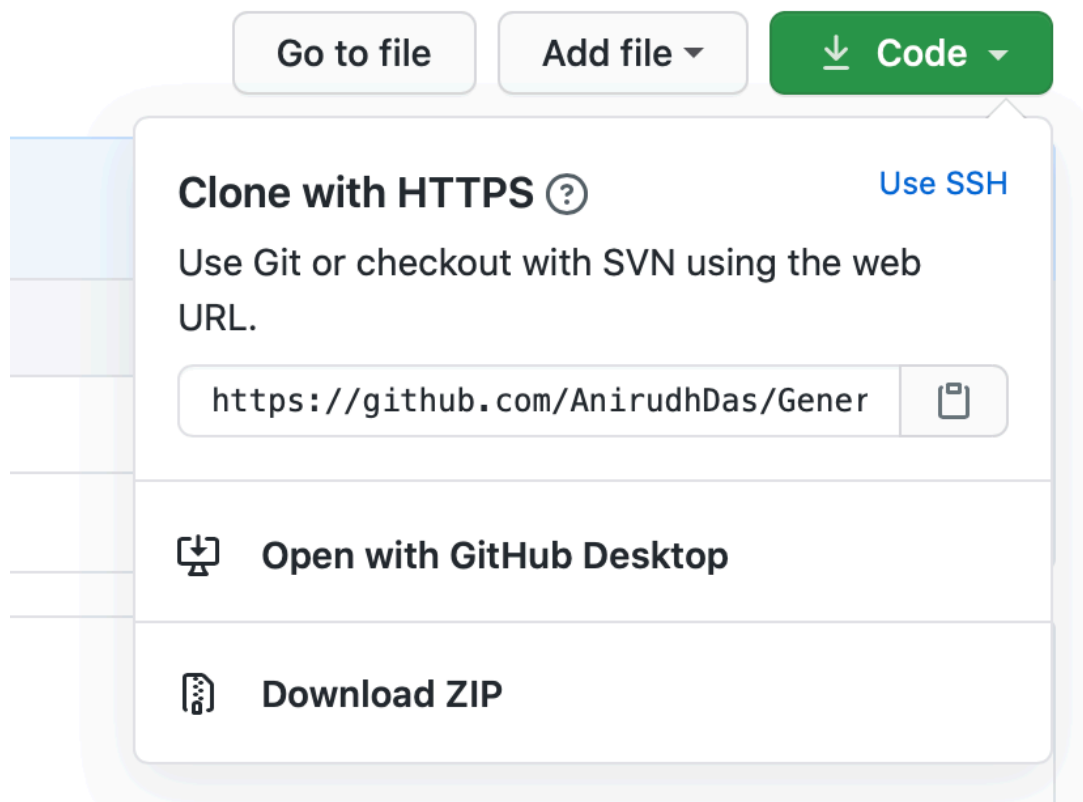 Go to file Add file Code
Clone with HTTPS ? Use SSH
Use Git or checkout with SVN using the web
URL.
https://github.com/AnirudhDas/Gener
Open with GitHub Desktop
Download ZIP